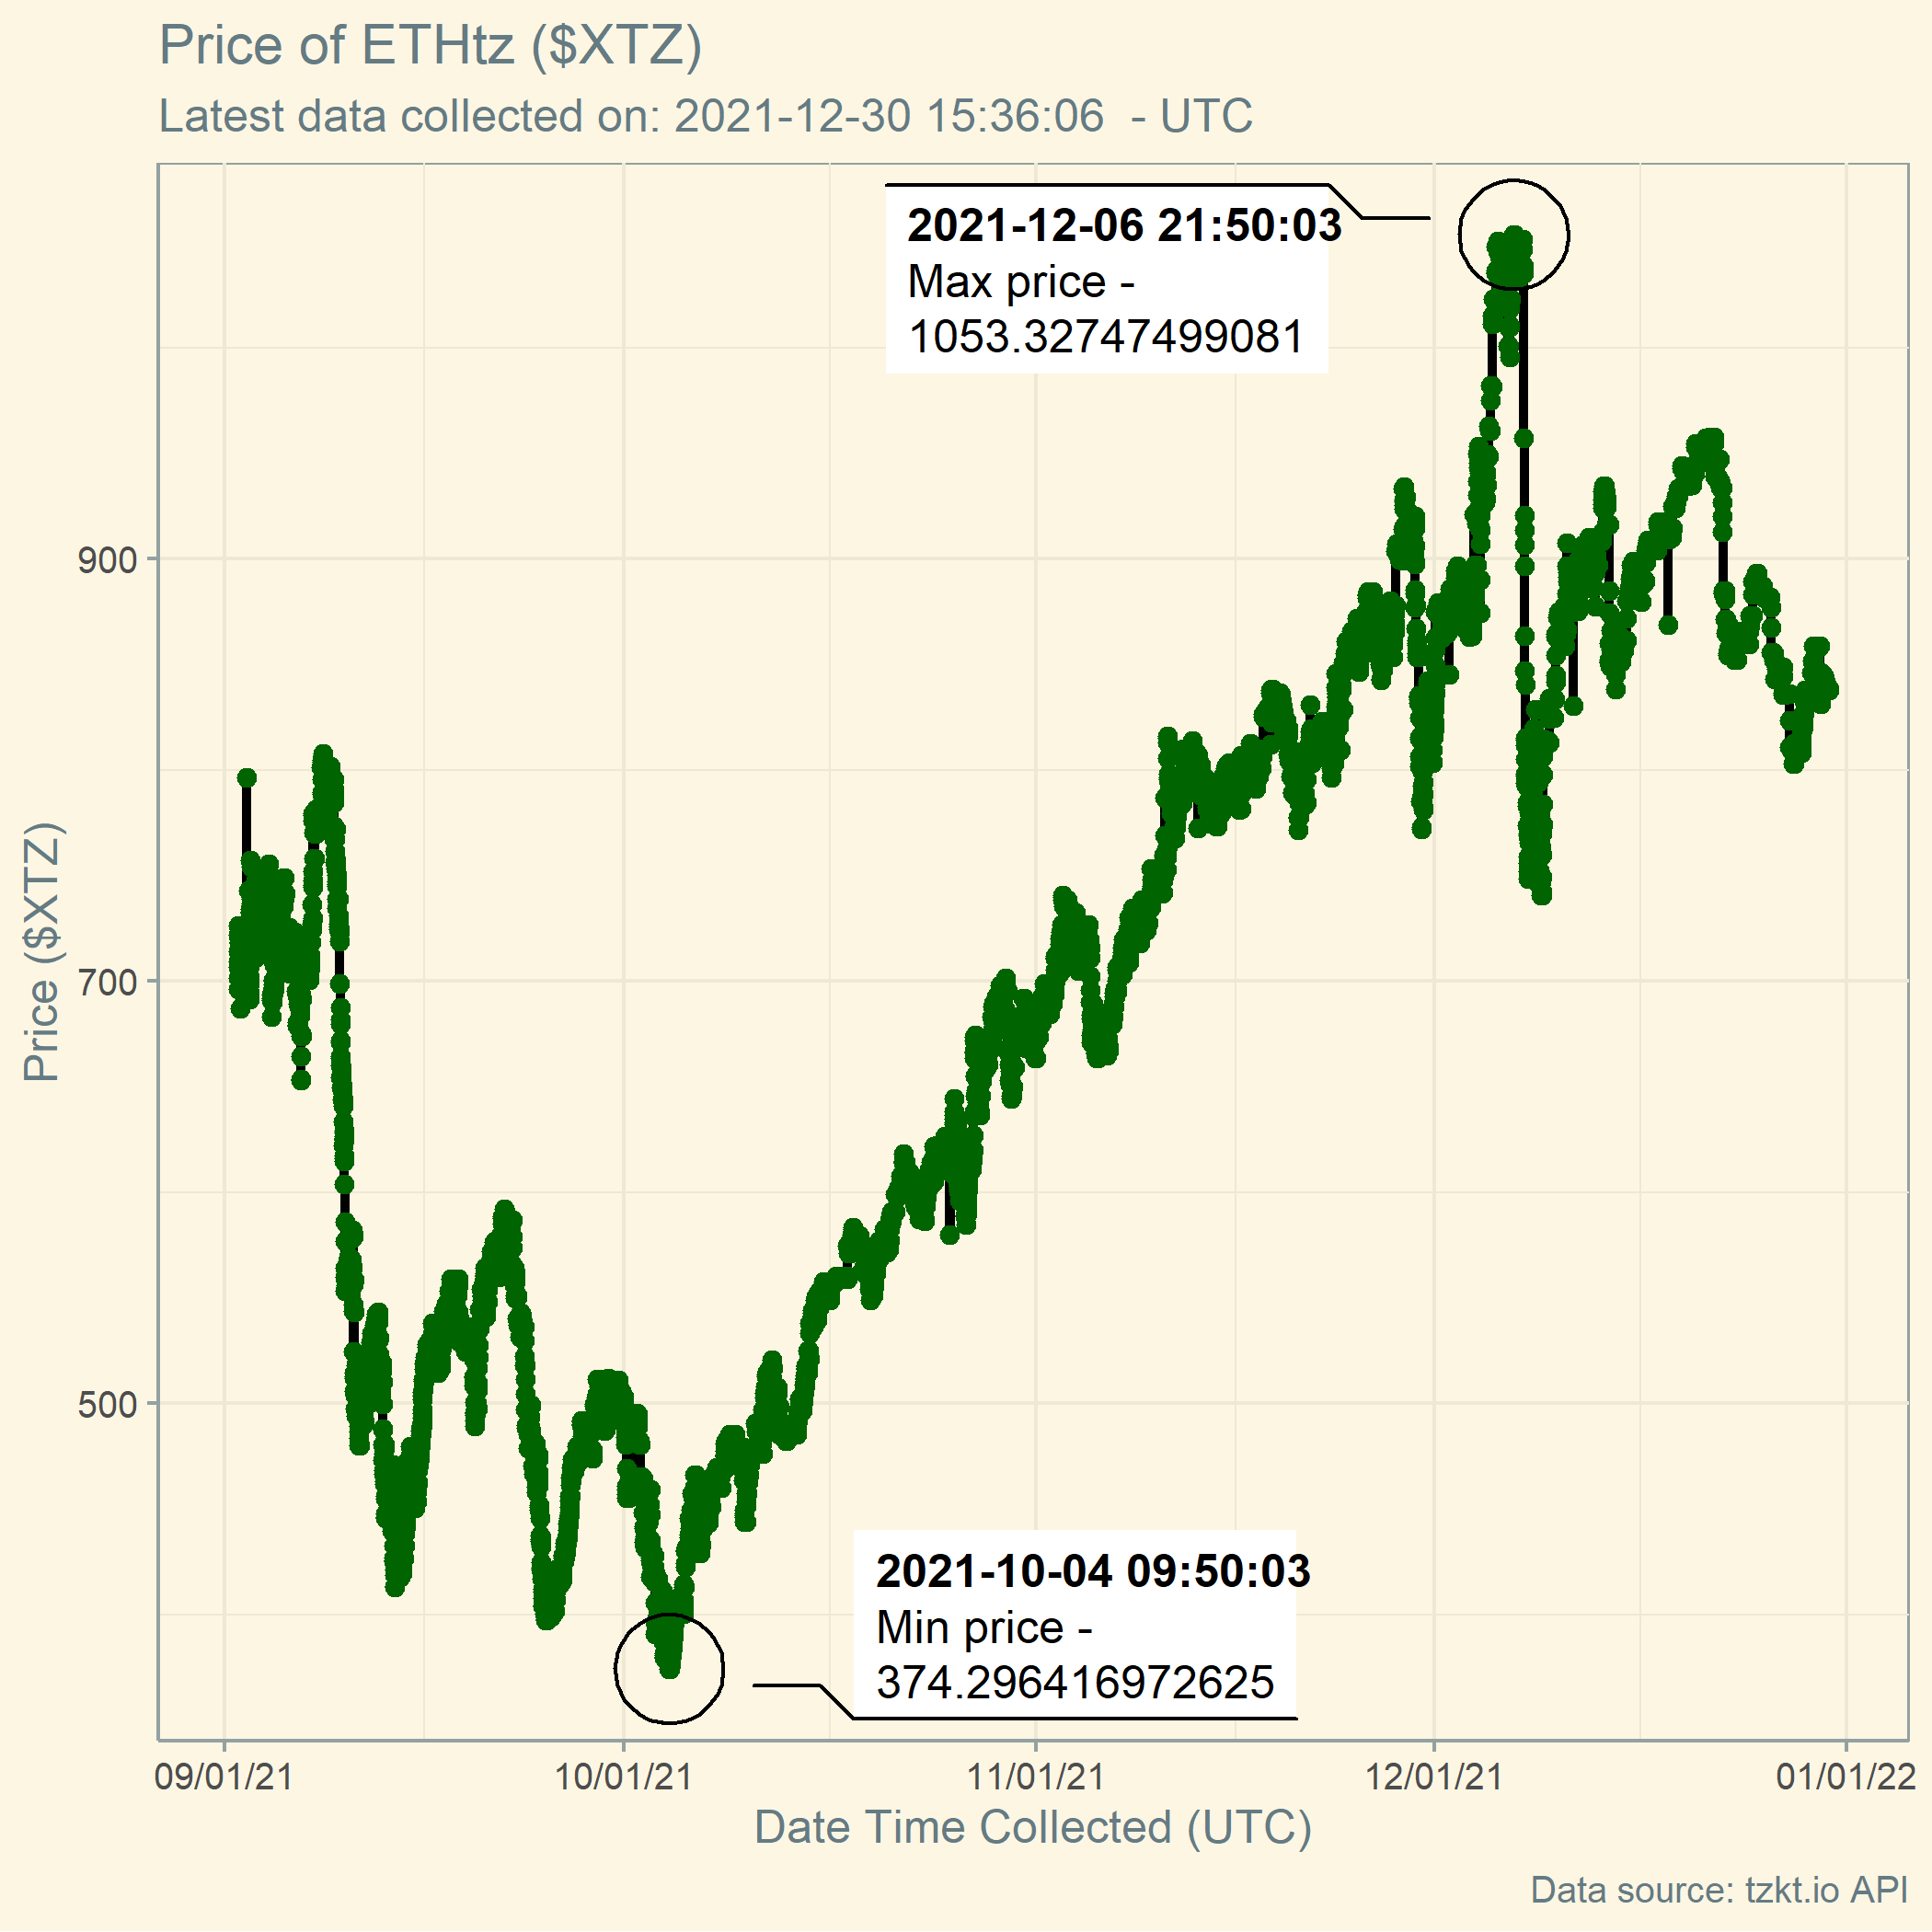 Price of ETHtz ($XTZ)
Latest data collected on: 2021-12-30 15:36:06  - UTC
2021-12-06 21:50:03
Max price -
1053.32747499081
900
700
500
Price ($XTZ)
2021-10-04 09:50:03
Min price -
374.296416972625
09/01/21
10/01/21
11/01/21
12/01/21
01/01/22
Date Time Collected (UTC)
Data source: tzkt.io API